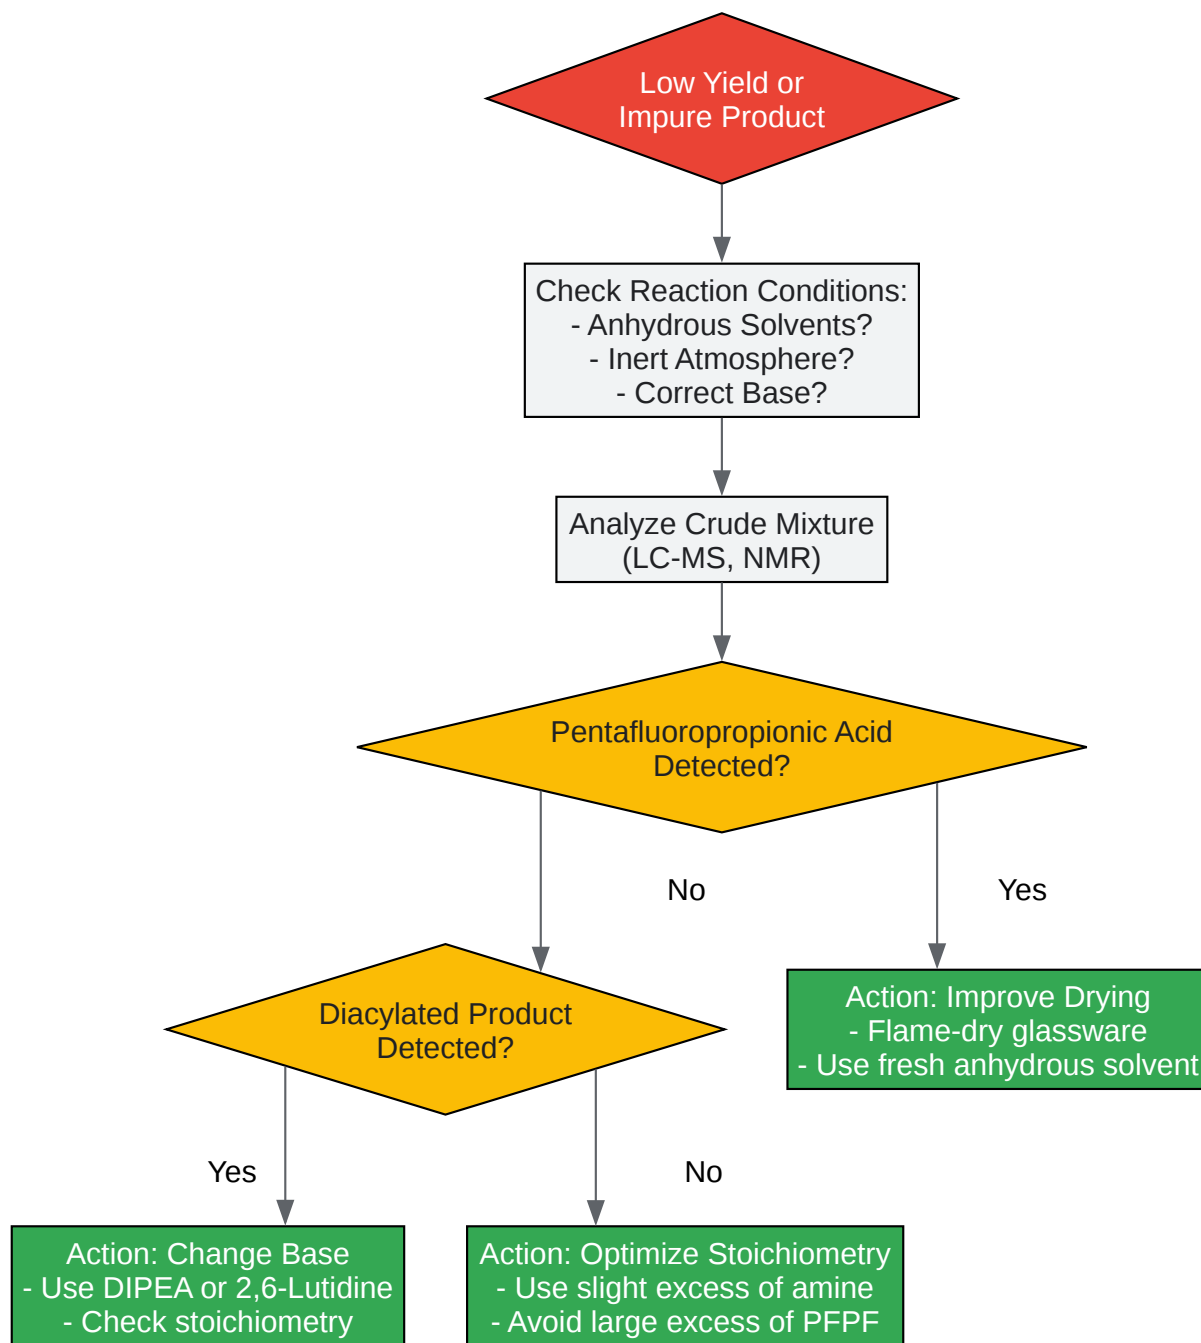 Low Yield or
Impure Product
Check Reaction Conditions:
- Anhydrous Solvents?
- Inert Atmosphere?
- Correct Base?
Analyze Crude Mixture
(LC-MS, NMR)
Pentafluoropropionic Acid
Detected?
No
Yes
Diacylated Product
Detected?
Action: Improve Drying
- Flame-dry glassware
- Use fresh anhydrous solvent
Yes
No
Action: Change Base
- Use DIPEA or 2,6-Lutidine
- Check stoichiometry
Action: Optimize Stoichiometry
- Use slight excess of amine
- Avoid large excess of PFPF